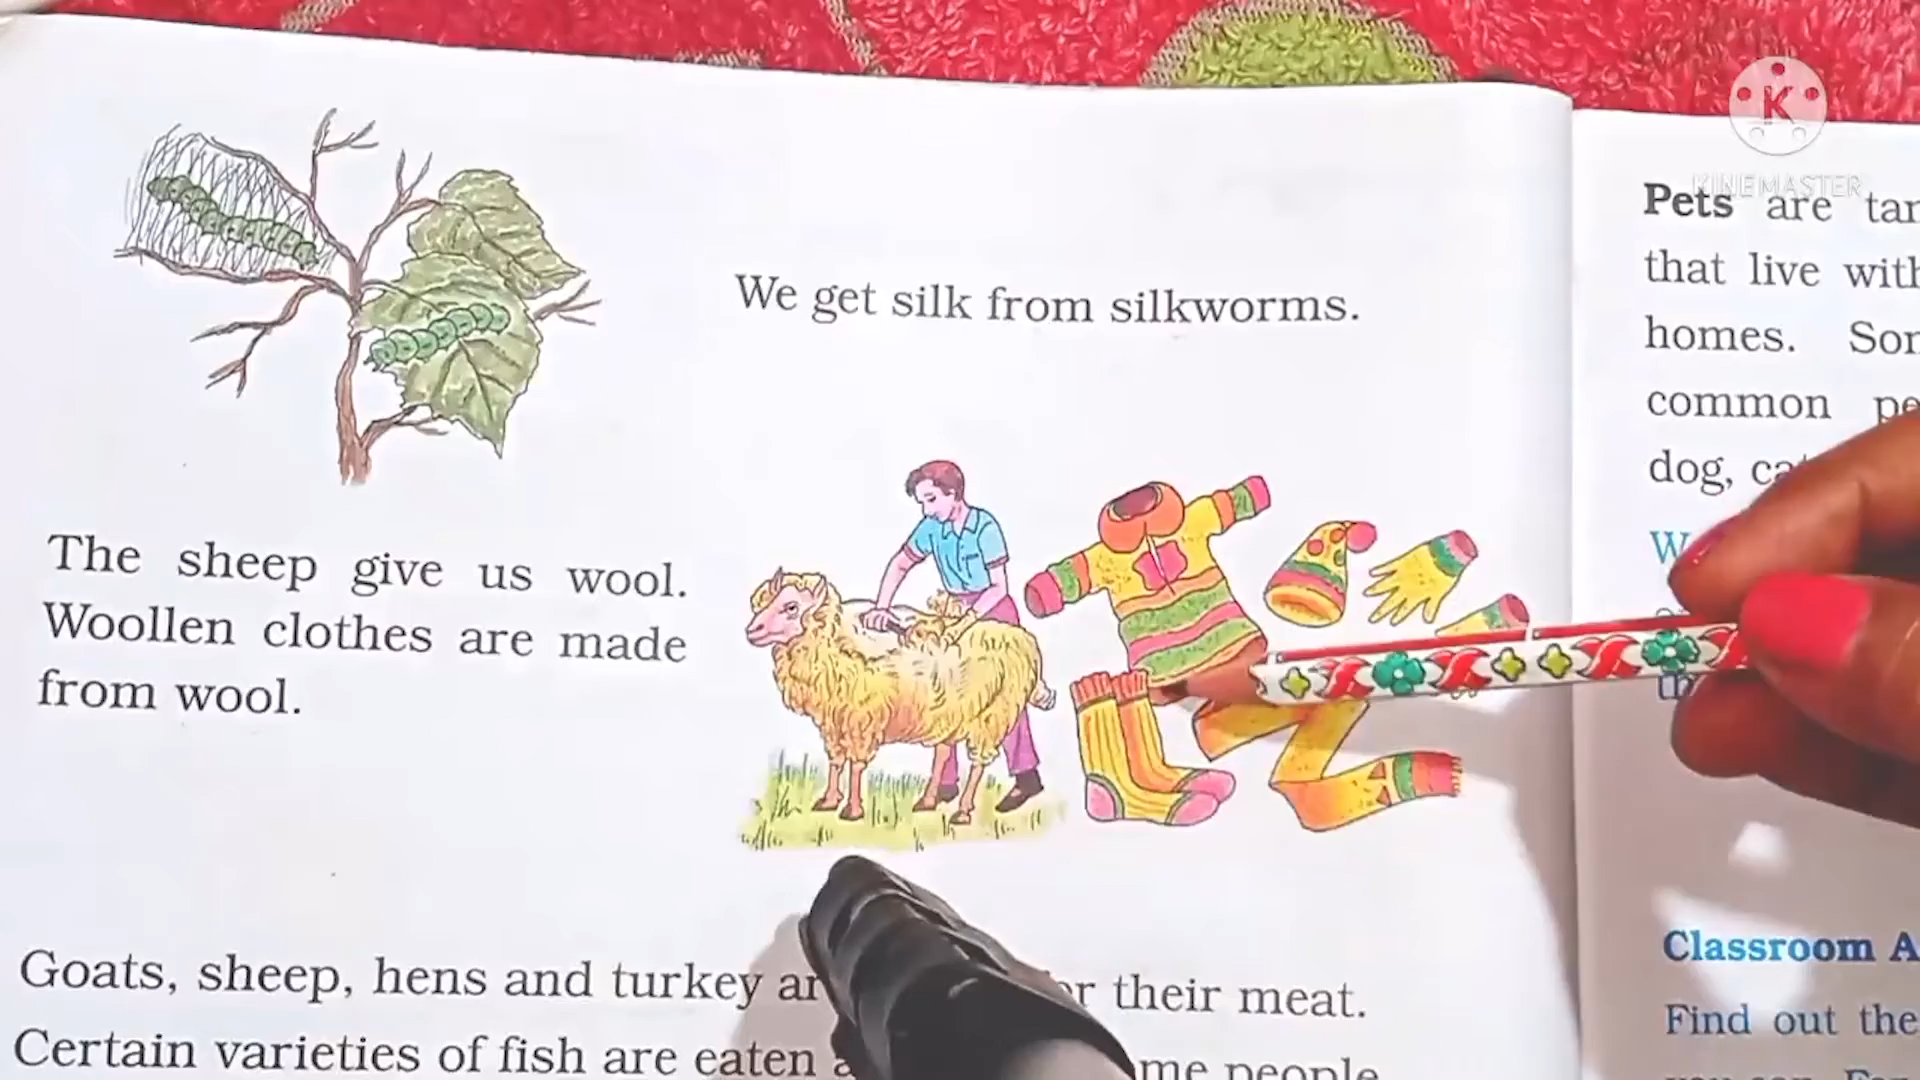 We get silk from silkworms.
The sheep give us wool.
Woollen clothes are made
from wool.
Goats, sheep, hens and turkey their meat.
Certain varieties of fish are eaten people
KINEMASTER
Pets are
that live
homes.
common
dog,
Classroom
Find out the